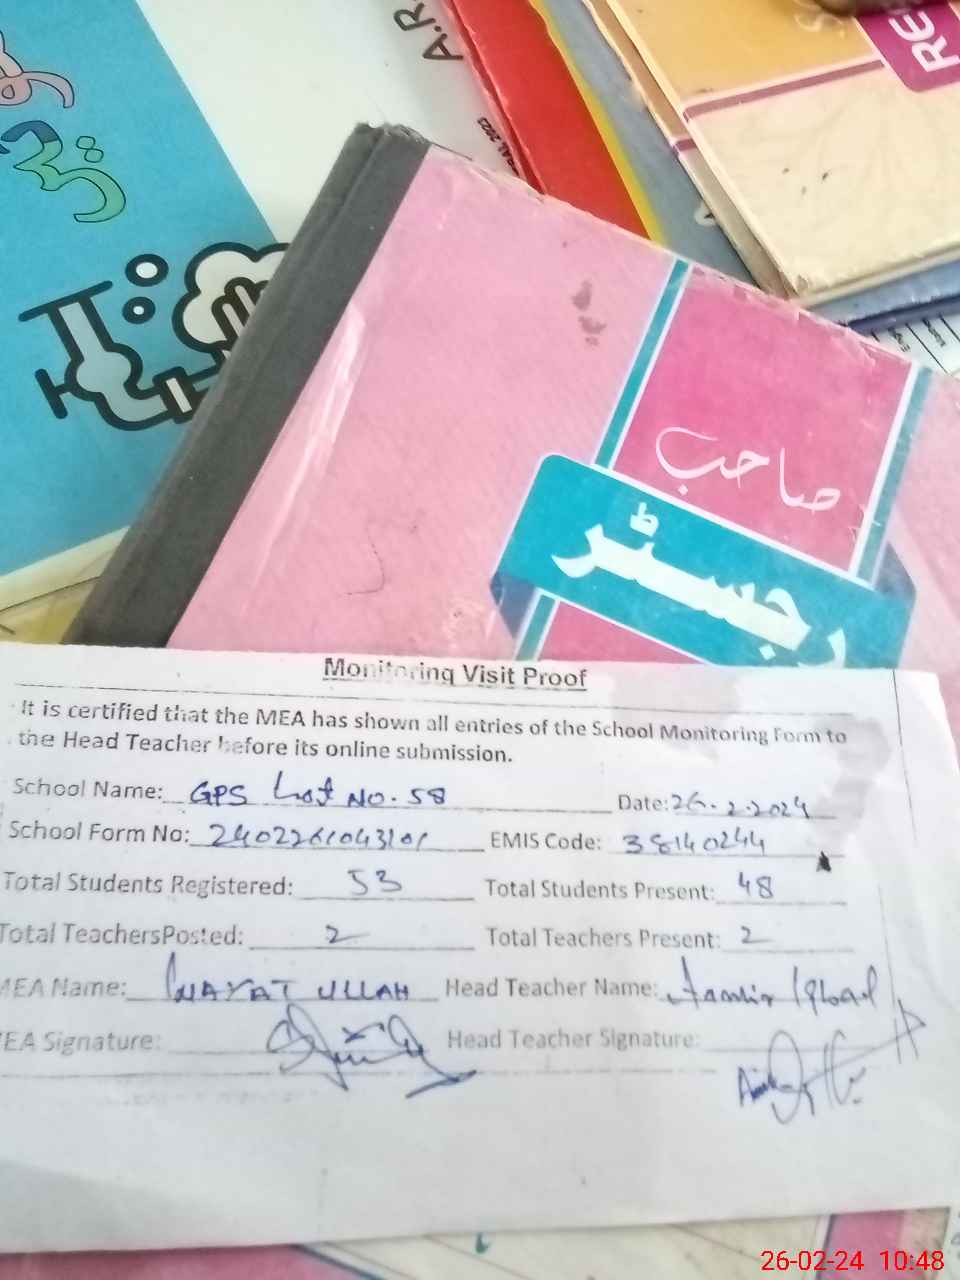 A.R.
RE
صاحب
رجسٹر
Monitoring Visit Proof
It is certified that the MEA has shown all entries of the School Monitoring Form to
the Head Teacher before its online submission.
School Name: GPS Lot NO. 58 Date: 26.2.2024
School Form No: 2402261043101 EMIS Code: 38140244
Total Students Registered: 53 Total Students Present: 48
Total TeachersPosted: 2 Total Teachers Present: 2
MEA Name: INAYAT ULLAH Head Teacher Name: Aamir Iqbal
EA Signature: Head Teacher Signature:
26-02-24 10:48